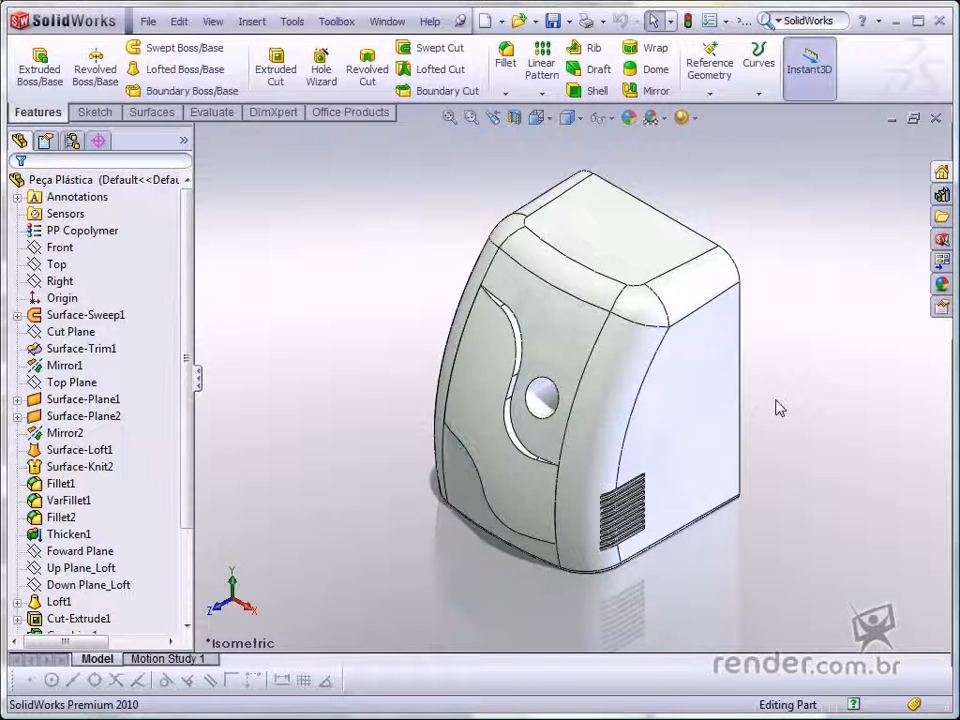 SolidWorks File Edit View Insert Tools Toolbox Window Help SolidWorks
Extruded Boss/Base
Revolved Boss/Base
Swept Boss/Base
Lofted Boss/Base
Boundary Boss/Base
Extruded Cut
Hole Wizard
Revolved Cut
Swept Cut
Lofted Cut
Boundary Cut
Fillet
Linear Pattern
Rib
Draft
Shell
Wrap
Dome
Mirror
Reference Geometry
Curves
Instant3D
Features Sketch Surfaces Evaluate DimXpert Office Products
Peça Plástica (Default<<Defau
Annotations
Sensors
PP Copolymer
Front
Top
Right
Origin
Surface-Sweep1
Cut Plane
Surface-Trim1
Mirror1
Top Plane
Surface-Plane1
Surface-Plane2
Mirror2
Surface-Loft1
Surface-Knit2
Fillet1
VarFillet1
Fillet2
Thicken1
Foward Plane
Up Plane_Loft
Down Plane_Loft
Loft1
Cut-Extrude1
Y
Z
X
*Isometric
render.com.br
Model Motion Study 1
SolidWorks Premium 2010 Editing Part